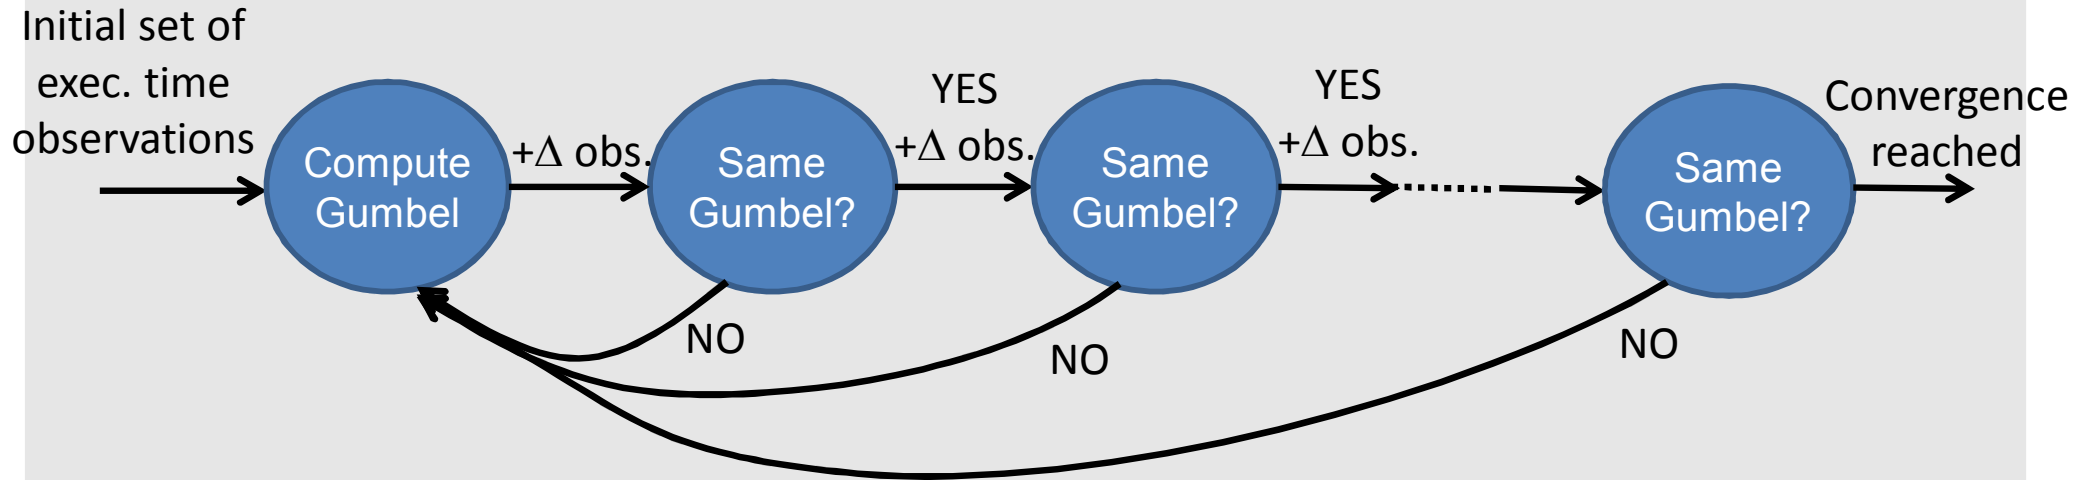 Initial set of
exec. time
observations
Compute
Gumbel
+Δ obs.
Same
Gumbel?
YES
+Δ obs.
Same
Gumbel?
YES
+Δ obs.
Same
Gumbel?
Convergence
reached
NO
NO
NO